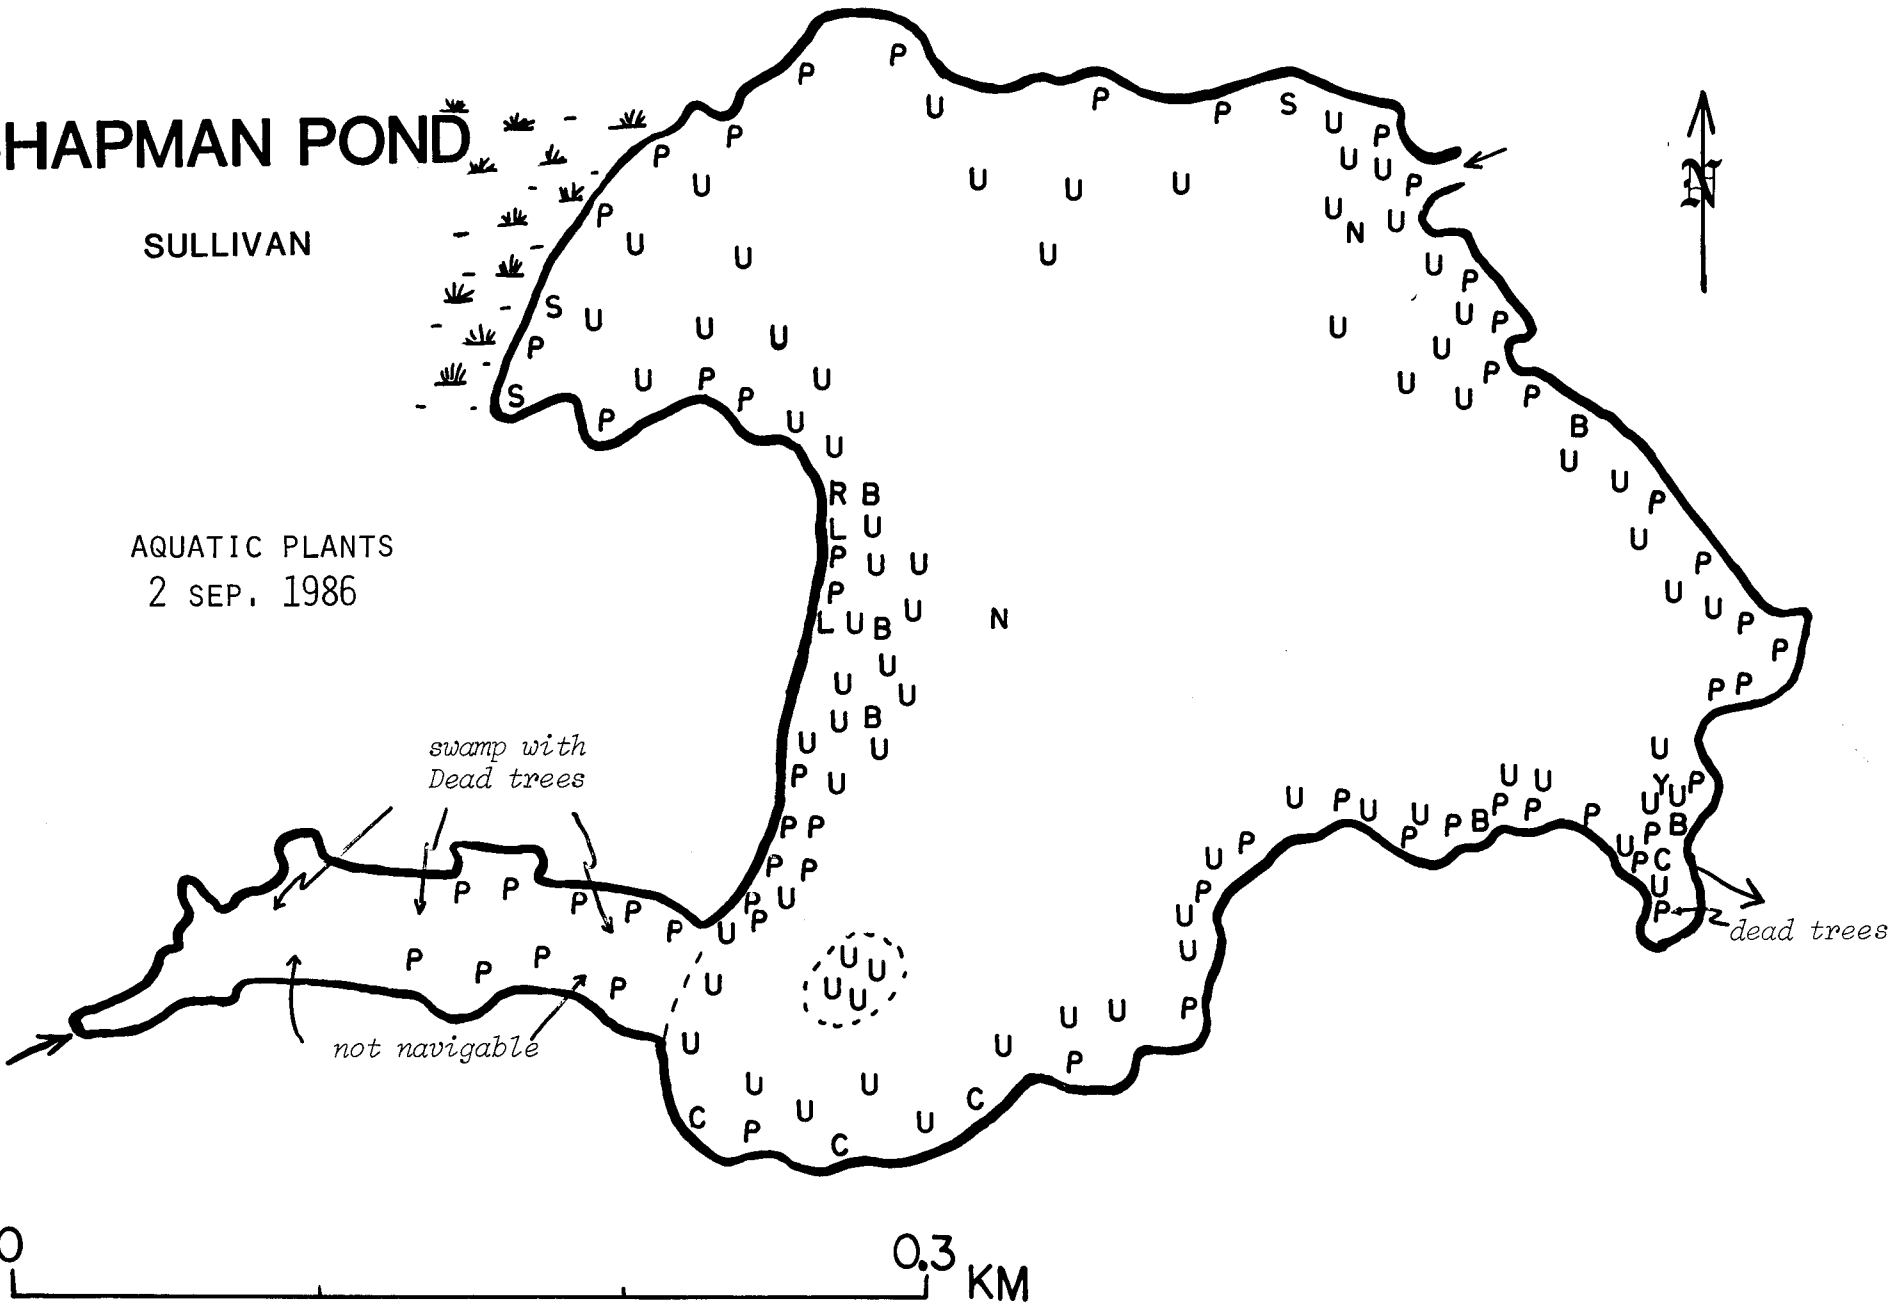 HAPMAN POND
SULLIVAN
AQUATIC PLANTS
2 SEP. 1986
N
P P
U P P S U P
P P U U P
U U U U
P U N U
U U U U P
S U U U U U P
P U U P
S U P U P U U P
P U B
U U
R B U P
L U
P U U U P
P U U U
L U B U N P
U P
U U P P
U B
U U U
P U U U Y U P
U P U U P B P P P U
P P U P P B
P P U P C
P P P U U
P P P P U P
U U
P P P U U
P U U U P
U U U
U P
U U C
C P U C U
swamp with
Dead trees
not navigable
dead trees
0 0.3 KM